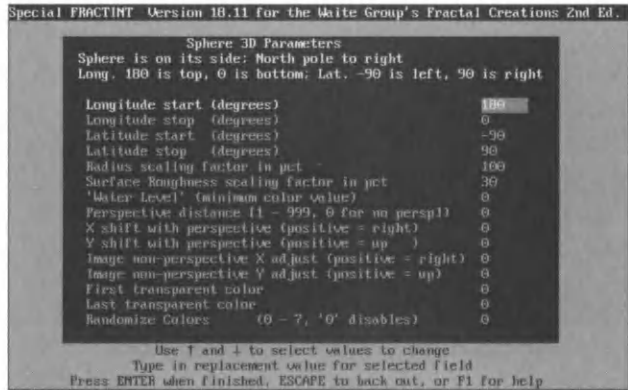 Special FRACTINT  Version 18.11 for the Waite Group's Fractal Creations 2nd Ed.
Sphere 3D Parameters
Sphere is on its side; North pole to right
Long. 180 is top, 0 is bottom; Lat. -90 is left, 90 is right
Longitude start (degrees) 180
Longitude stop  (degrees) 0
Latitude start  (degrees) -90
Latitude stop   (degrees) 90
Radius scaling factor in pct 100
Surface Roughness scaling factor in pct 30
'Water Level' (minimum color value) 0
Perspective distance [1 - 999, 0 for no persp]) 0
X shift with perspective (positive = right) 0
Y shift with perspective (positive = up   ) 0
Image non-perspective X adjust (positive = right) 0
Image non-perspective Y adjust (positive = up) 0
First transparent color 0
Last transparent color 0
Randomize Colors      (0 - 7, '0' disables) 0
Use ↑ and ↓ to select values to change
Type in replacement value for selected field
Press ENTER when finished, ESCAPE to back out, or F1 for help